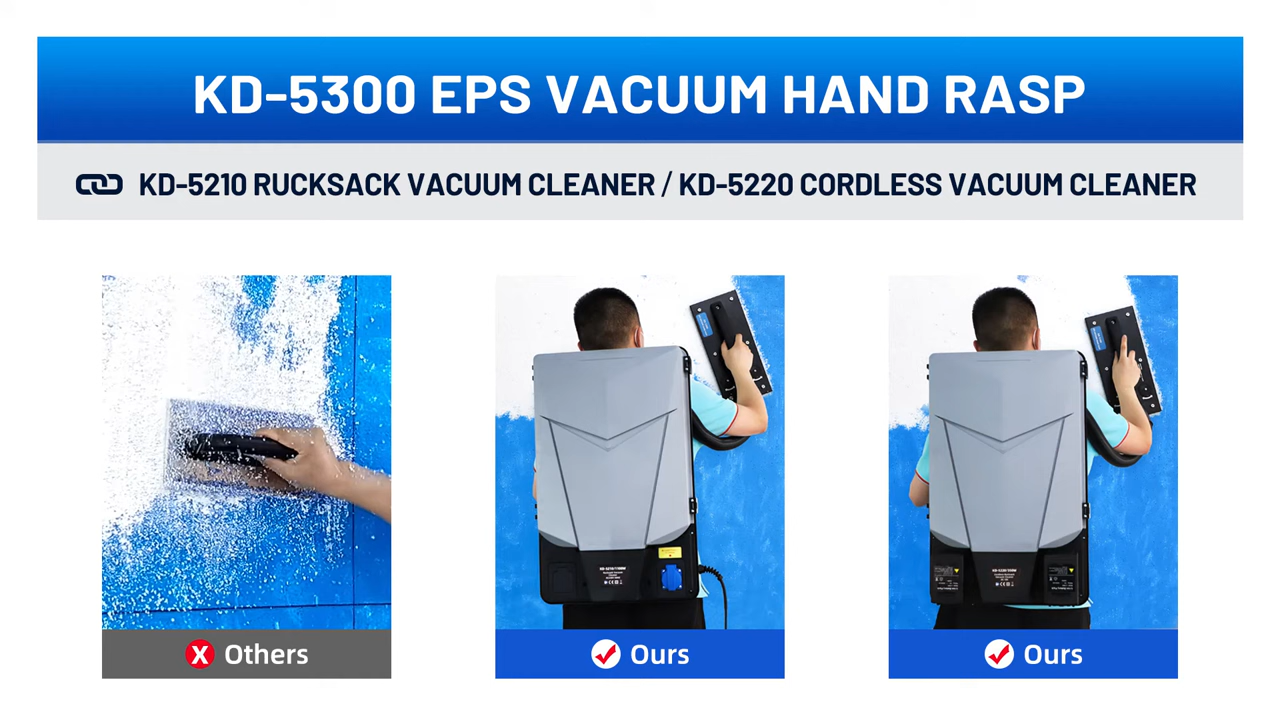 KD-5300 EPS VACUUM HAND RASP
KD-5210 RUCKSACK VACUUM CLEANER / KD-5220 CORDLESS VACUUM CLEANER
X Others
Ours
Ours